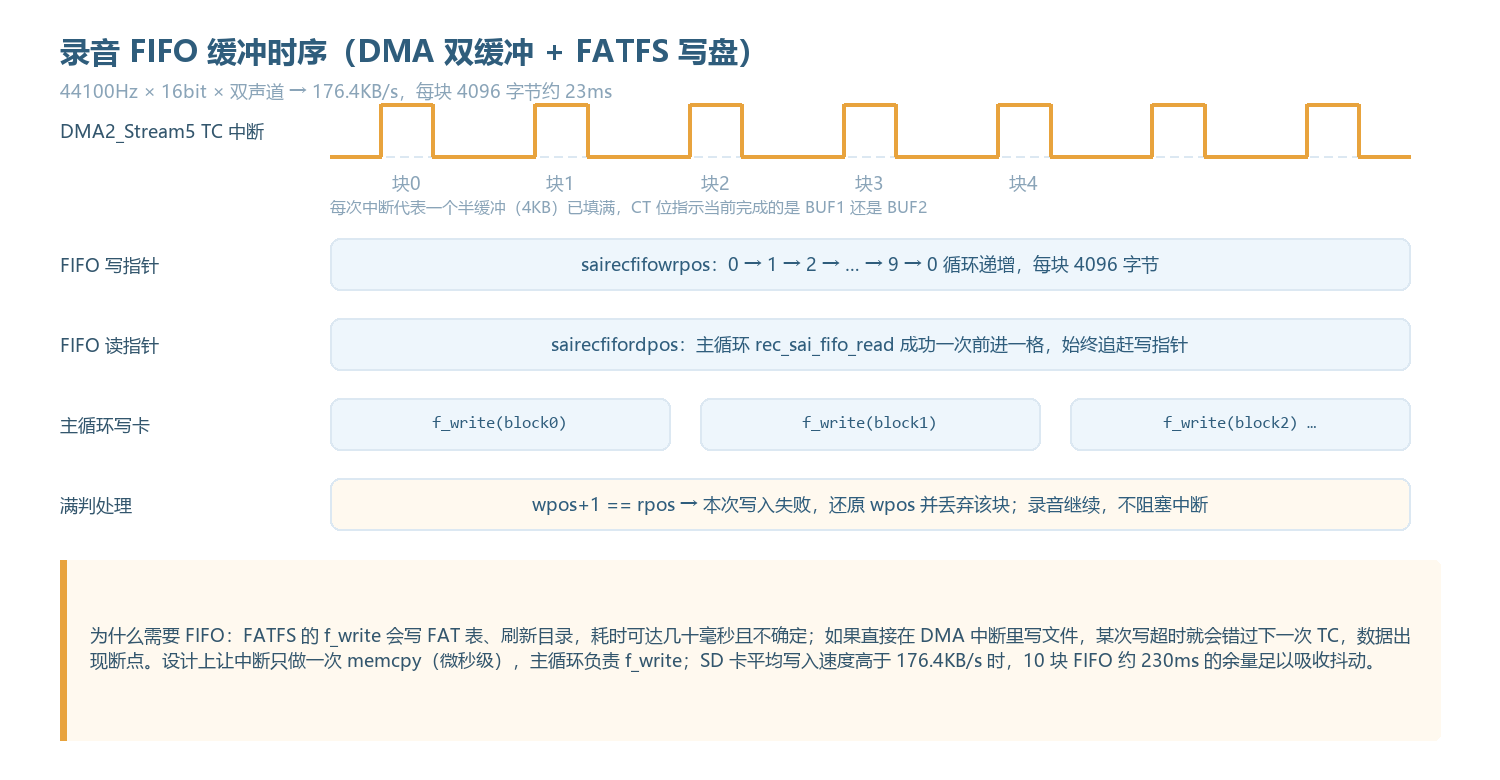 录音 FIFO 缓冲时序（DMA 双缓冲 + FATFS 写盘）
44100Hz × 16bit × 双声道 → 176.4KB/s，每块 4096 字节约 23ms
DMA2_Stream5 TC 中断
块0
块1
块2
块3
块4
每次中断代表一个半缓冲（4KB）已填满，CT 位指示当前完成的是 BUF1 还是 BUF2
FIFO 写指针
sairecfifowrpos：0 → 1 → 2 → … → 9 → 0 循环递增，每块 4096 字节
FIFO 读指针
sairecfifordpos：主循环 rec_sai_fifo_read 成功一次前进一格，始终追赶写指针
主循环写卡
f_write(block0)
f_write(block1)
f_write(block2) …
满判处理
wpos+1 == rpos → 本次写入失败，还原 wpos 并丢弃该块；录音继续，不阻塞中断
为什么需要 FIFO：FATFS 的 f_write 会写 FAT 表、刷新目录，耗时可达几十毫秒且不确定；如果直接在 DMA 中断里写文件，某次写超时就会错过下一次 TC，数据出
现断点。设计上让中断只做一次 memcpy（微秒级），主循环负责 f_write；SD 卡平均写入速度高于 176.4KB/s 时，10 块 FIFO 约 230ms 的余量足以吸收抖动。